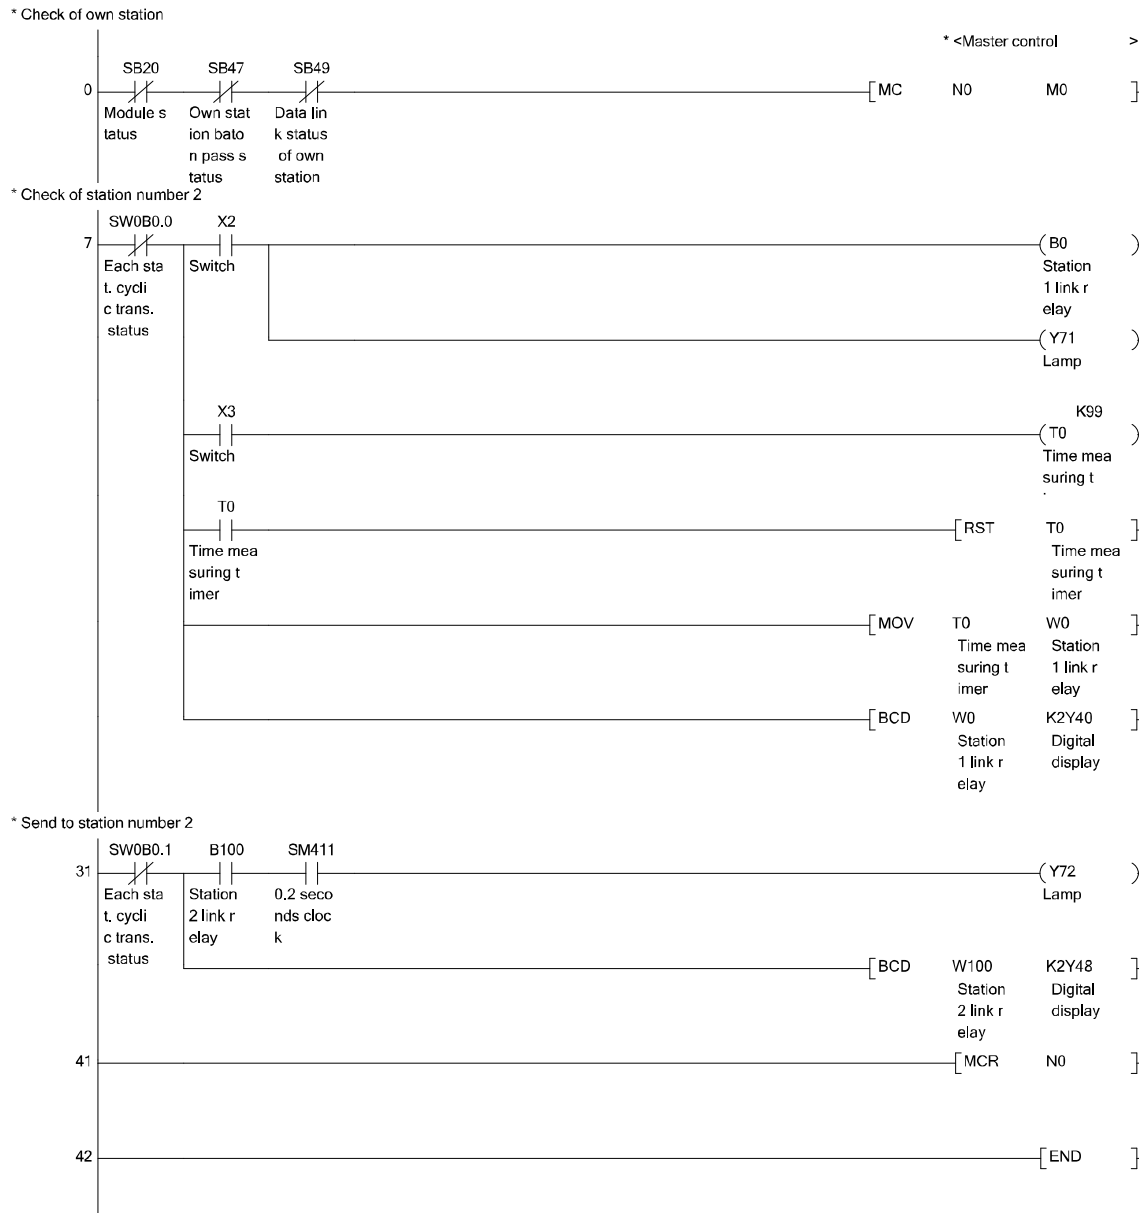 * Check of own station
* <Master control >
SB20 SB47 SB49
0 [ MC N0 M0 ]
Module s Own stat Data lin
tatus ion bato k status
n pass s of own
tatus station
* Check of station number 2
SW0B0.0 X2
7 ( B0 )
Each sta Switch Station
t. cycli 1 link r
c trans. elay
status
( Y71 )
Lamp
X3 K99
( T0 )
Switch Time mea
suring t
T0
[ RST T0 ]
Time mea Time mea
suring t suring t
imer imer
[ MOV T0 W0 ]
Time mea Station
suring t 1 link r
imer elay
[ BCD W0 K2Y40 ]
Station Digital
1 link r display
elay
* Send to station number 2
SW0B0.1 B100 SM411
31 ( Y72 )
Each sta Station 0.2 seco Lamp
t. cycli 2 link r nds cloc
c trans. elay k
status
[ BCD W100 K2Y48 ]
Station Digital
2 link r display
elay
41 [ MCR N0 ]
42 [ END ]